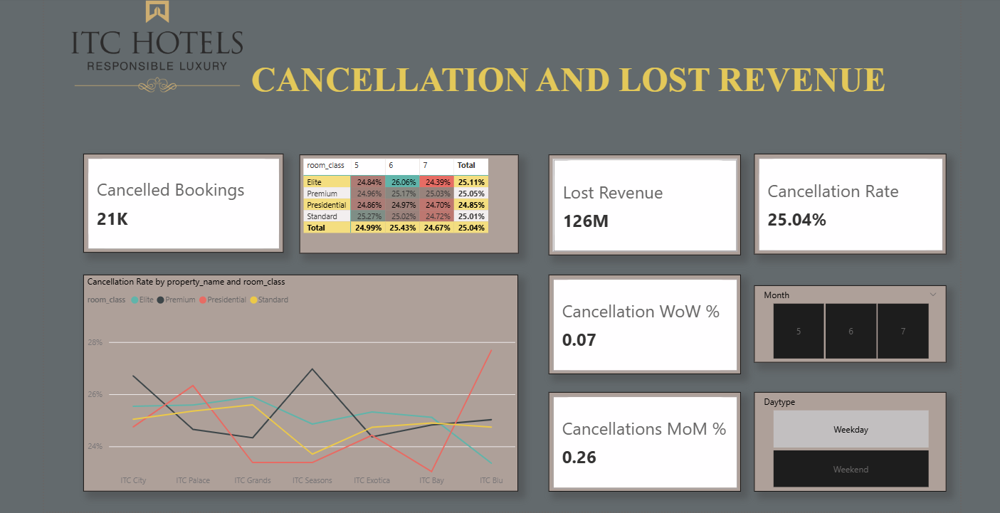 ITC HOTELS
RESPONSIBLE LUXURY
CANCELLATION AND LOST REVENUE
Cancelled Bookings
21K
room_class 5 6 7 Total
Elite 24.84% 26.06% 24.39% 25.11%
Premium 24.96% 25.17% 25.03% 25.05%
Presidential 24.86% 24.97% 24.70% 24.85%
Standard 25.27% 25.02% 24.72% 25.01%
Total 24.99% 25.43% 24.67% 25.04%
Lost Revenue
126M
Cancellation Rate
25.04%
Cancellation Rate by property_name and room_class
room_class Elite Premium Presidential Standard
28%
26%
24%
ITC City ITC Palace ITC Grands ITC Seasons ITC Exotica ITC Bay ITC Blu
Cancellation WoW %
0.07
Month
5 6 7
Cancellations MoM %
0.26
Daytype
Weekday
Weekend